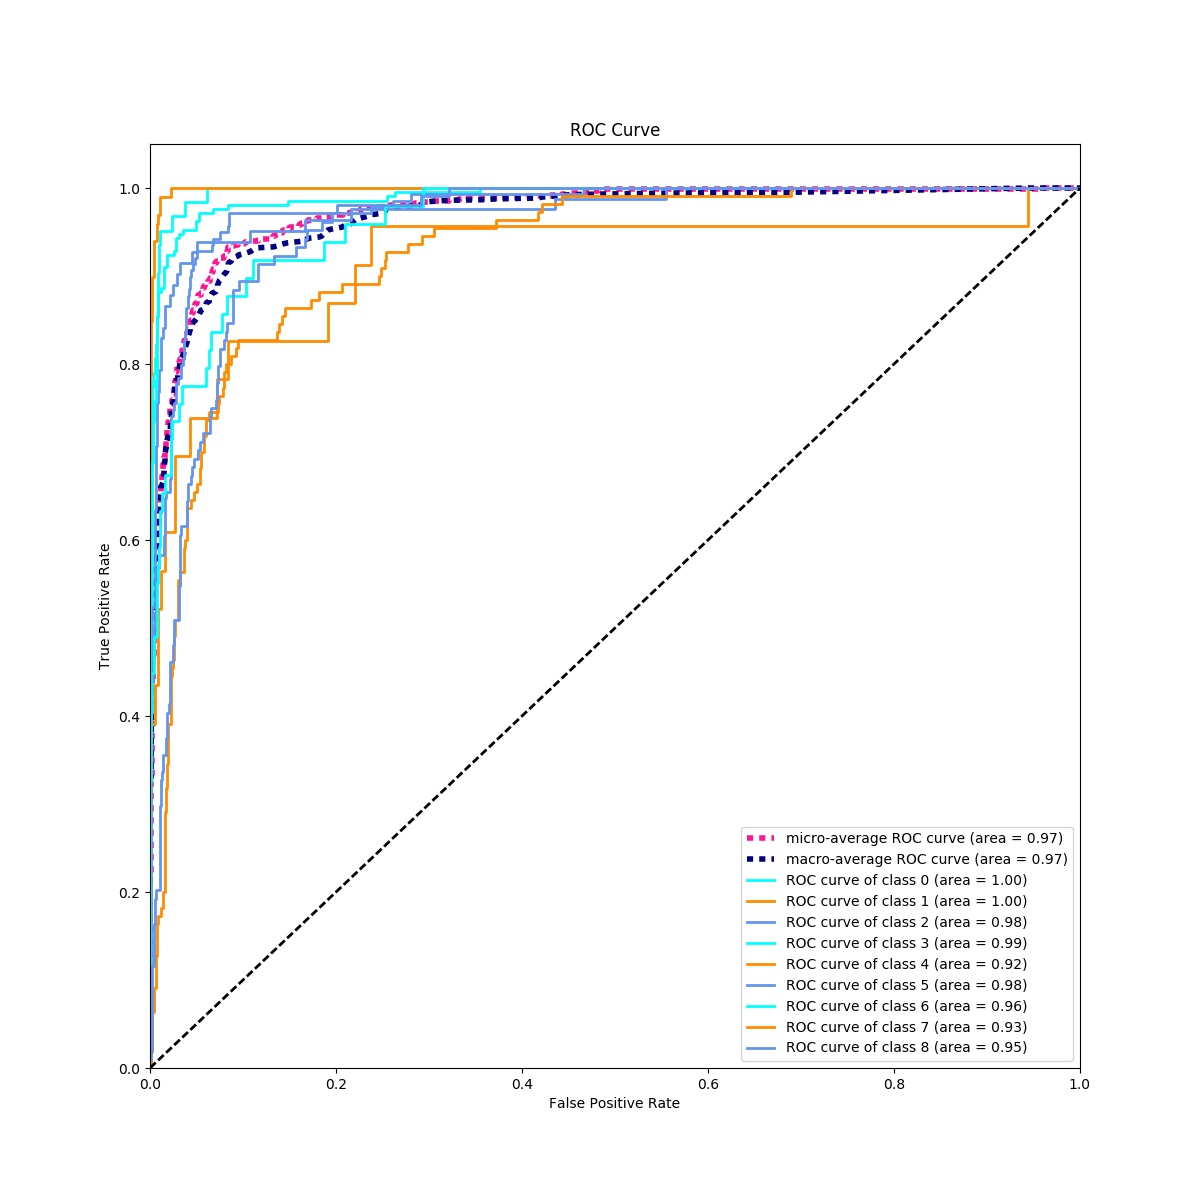 ROC Curve
1.0
0.8
0.6
0.4
0.2
0.0
True Positive Rate
0.0 0.2 0.4 0.6 0.8 1.0
False Positive Rate
micro-average ROC curve (area = 0.97)
macro-average ROC curve (area = 0.97)
ROC curve of class 0 (area = 1.00)
ROC curve of class 1 (area = 1.00)
ROC curve of class 2 (area = 0.98)
ROC curve of class 3 (area = 0.99)
ROC curve of class 4 (area = 0.92)
ROC curve of class 5 (area = 0.98)
ROC curve of class 6 (area = 0.96)
ROC curve of class 7 (area = 0.93)
ROC curve of class 8 (area = 0.95)